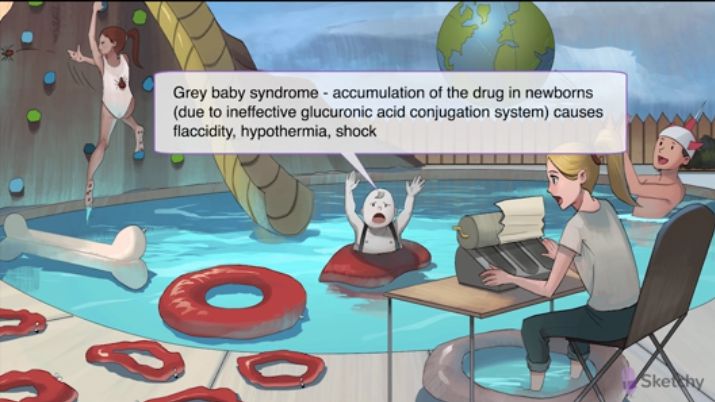 Grey baby syndrome - accumulation of the drug in newborns
(due to ineffective glucuronic acid conjugation system) causes
flaccidity, hypothermia, shock
Sketchy